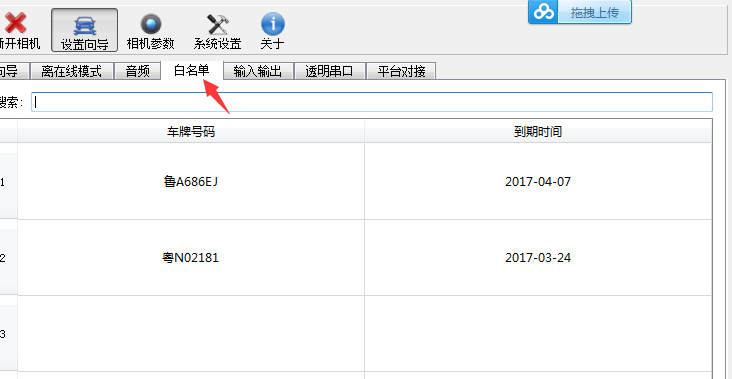 拖拽上传
断开相机 设置向导 相机参数 系统设置 关于
向导 离在线模式 音频 白名单 输入输出 透明串口 平台对接
搜索：
车牌号码 到期时间
1 鲁A686EJ 2017-04-07
2 粤N02181 2017-03-24
3